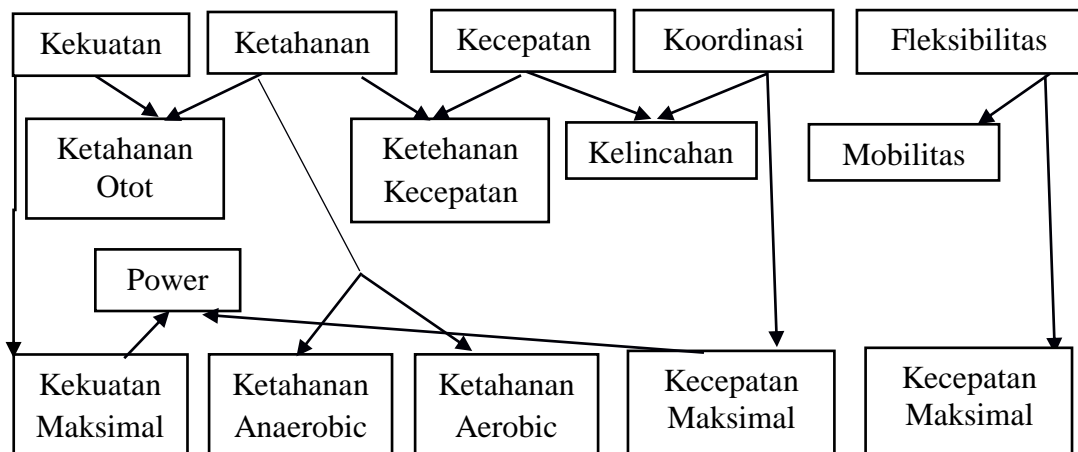 Kekuatan
Ketahanan
Kecepatan
Koordinasi
Fleksibilitas
Ketahanan
Otot
Ketehanan
Kecepatan
Kelincahan
Mobilitas
Power
Kekuatan
Maksimal
Ketahanan
Anaerobic
Ketahanan
Aerobic
Kecepatan
Maksimal
Kecepatan
Maksimal